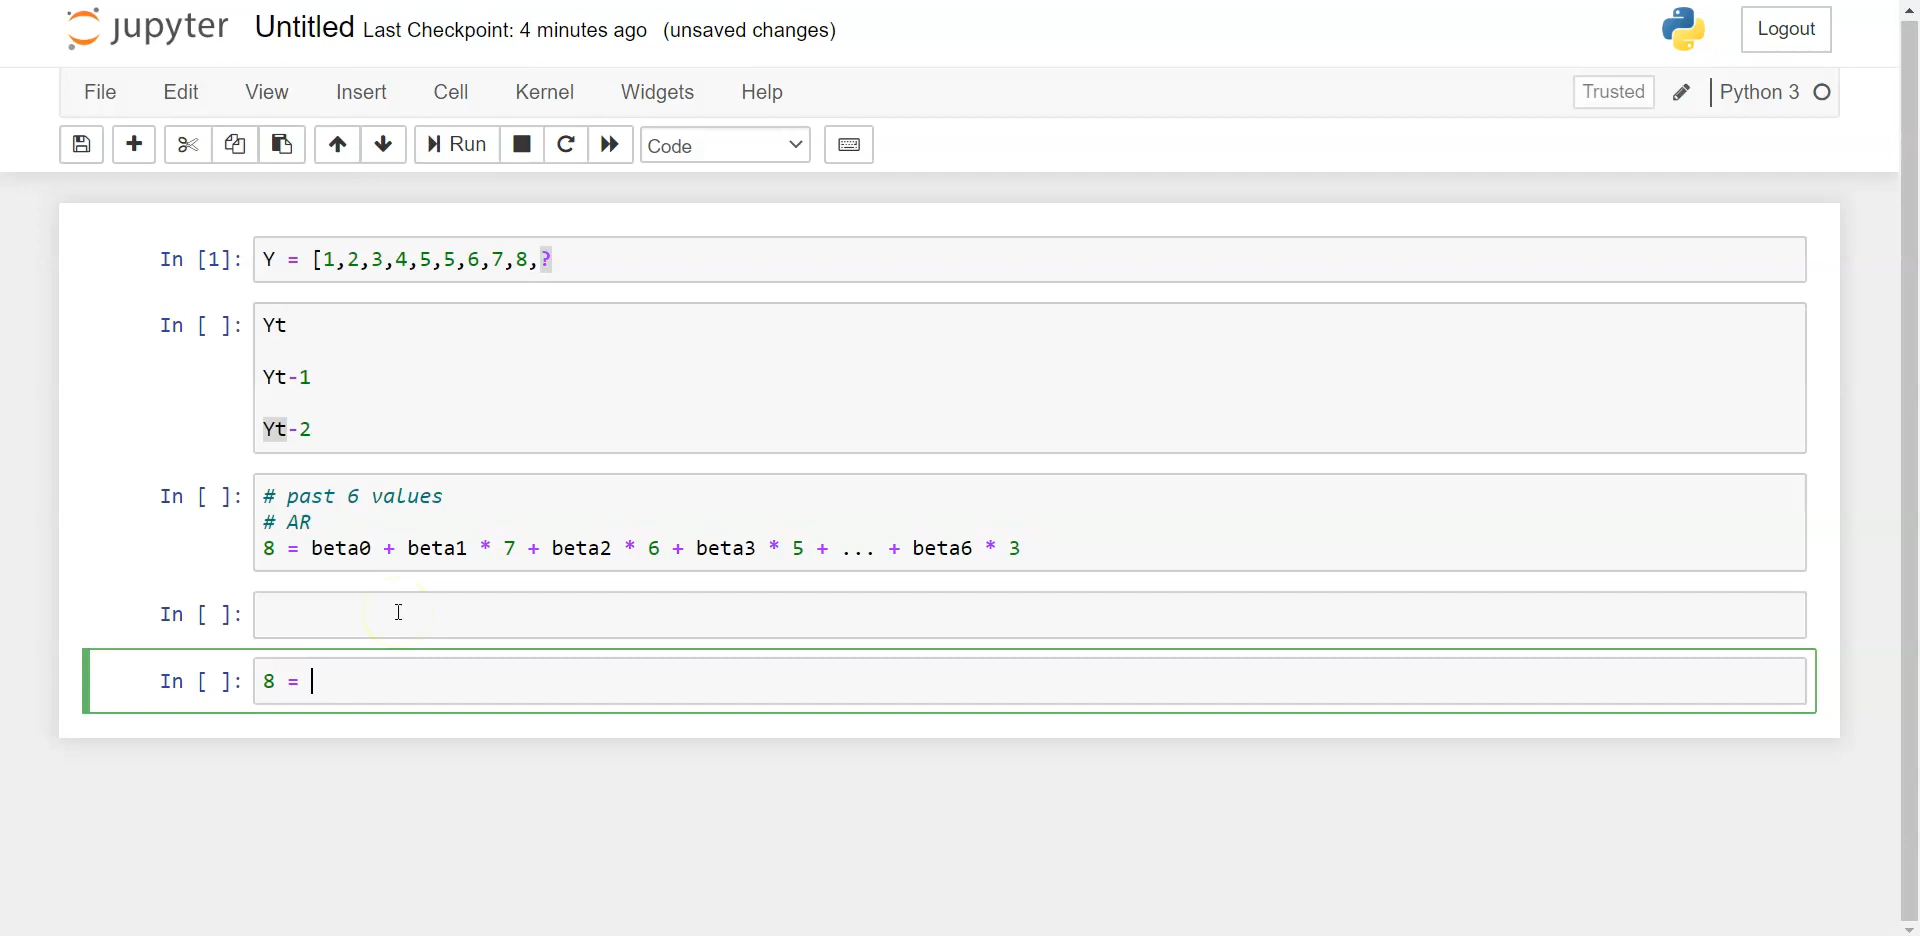 jupyter Untitled Last Checkpoint: 4 minutes ago (unsaved changes) Logout
File Edit View Insert Cell Kernel Widgets Help Trusted Python 3
Run Code
In [1]: Y = [1,2,3,4,5,5,6,7,8,?
In [ ]: Yt
Yt-1
Yt-2
In [ ]: # past 6 values
# AR
8 = beta0 + beta1 * 7 + beta2 * 6 + beta3 * 5 + ... + beta6 * 3
In [ ]:
In [ ]: 8 =